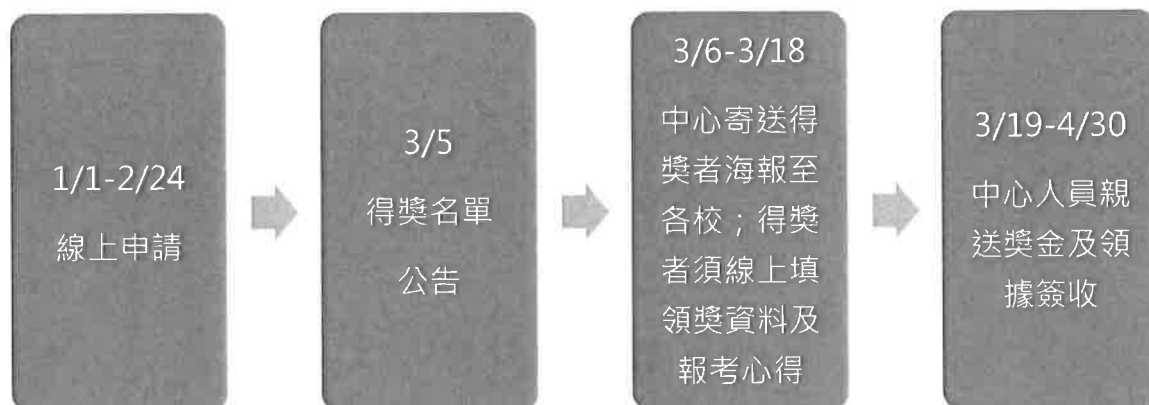 1/1-2/24
線上申請
3/5
得獎名單
公告
3/6-3/18
中心寄送得
獎者海報至
各校；得獎
者須線上填
領獎資料及
報考心得
3/19-4/30
中心人員親
送獎金及領
據簽收